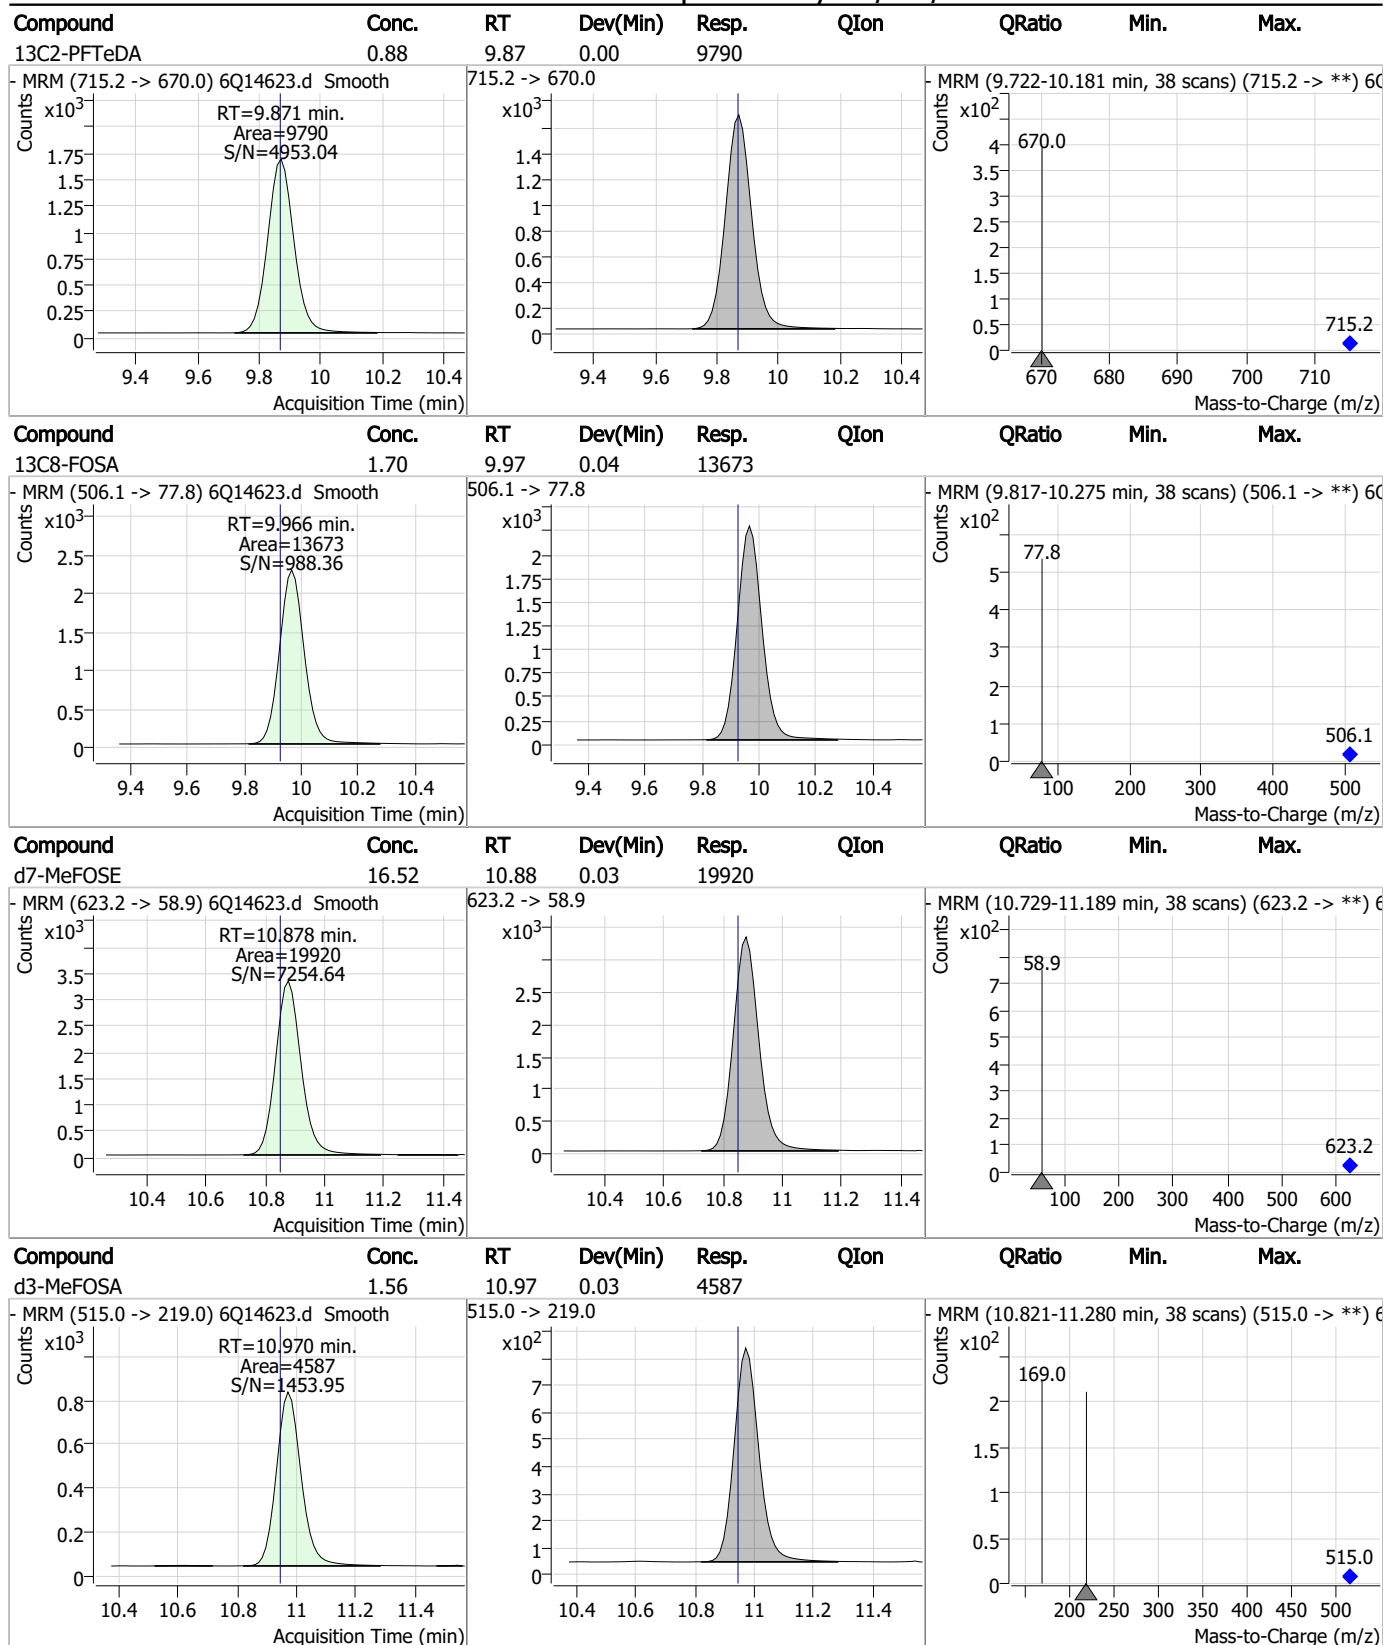 Compound Conc. RT Dev(Min) Resp. QIon QRatio Min. Max.
13C2-PFTeDA 0.88 9.87 0.00 9790
- MRM (715.2 -> 670.0) 6Q14623.d Smooth
Counts
x10³
RT=9.871 min.
Area=9790
S/N=4953.04
1.75
1.5
1.25
1
0.75
0.5
0.25
0
9.4 9.6 9.8 10 10.2 10.4
Acquisition Time (min)
715.2 -> 670.0
x10³
1.4
1.2
1
0.8
0.6
0.4
0.2
0
9.4 9.6 9.8 10 10.2 10.4
- MRM (9.722-10.181 min, 38 scans) (715.2 -> **)
Counts
x10²
670.0
4
3.5
3
2.5
2
1.5
1
0.5
0
715.2
670 680 690 700 710
Mass-to-Charge (m/z)
Compound Conc. RT Dev(Min) Resp. QIon QRatio Min. Max.
13C8-FOSA 1.70 9.97 0.04 13673
- MRM (506.1 -> 77.8) 6Q14623.d Smooth
Counts
x10³
RT=9.966 min.
Area=13673
S/N=988.36
2.5
2
1.5
1
0.5
0
9.4 9.6 9.8 10 10.2 10.4
Acquisition Time (min)
506.1 -> 77.8
x10³
2
1.75
1.5
1.25
1
0.75
0.5
0.25
0
9.4 9.6 9.8 10 10.2 10.4
- MRM (9.817-10.275 min, 38 scans) (506.1 -> **)
Counts
x10²
77.8
5
4
3
2
1
0
506.1
100 200 300 400 500
Mass-to-Charge (m/z)
Compound Conc. RT Dev(Min) Resp. QIon QRatio Min. Max.
d7-MeFOSE 16.52 10.88 0.03 19920
- MRM (623.2 -> 58.9) 6Q14623.d Smooth
Counts
x10³
RT=10.878 min.
Area=19920
S/N=7254.64
3.5
3
2.5
2
1.5
1
0.5
0
10.4 10.6 10.8 11 11.2 11.4
Acquisition Time (min)
623.2 -> 58.9
x10³
2.5
2
1.5
1
0.5
0
10.4 10.6 10.8 11 11.2 11.4
- MRM (10.729-11.189 min, 38 scans) (623.2 -> **) 6
Counts
x10²
58.9
7
6
5
4
3
2
1
0
623.2
100 200 300 400 500 600
Mass-to-Charge (m/z)
Compound Conc. RT Dev(Min) Resp. QIon QRatio Min. Max.
d3-MeFOSA 1.56 10.97 0.03 4587
- MRM (515.0 -> 219.0) 6Q14623.d Smooth
Counts
x10³
RT=10.970 min.
Area=4587
S/N=1453.95
0.8
0.6
0.4
0.2
0
10.4 10.6 10.8 11 11.2 11.4
Acquisition Time (min)
515.0 -> 219.0
x10²
7
6
5
4
3
2
1
0
10.4 10.6 10.8 11 11.2 11.4
- MRM (10.821-11.280 min, 38 scans) (515.0 -> **) 6
Counts
x10²
169.0
2
1.5
1
0.5
0
515.0
200 250 300 350 400 450 500
Mass-to-Charge (m/z)